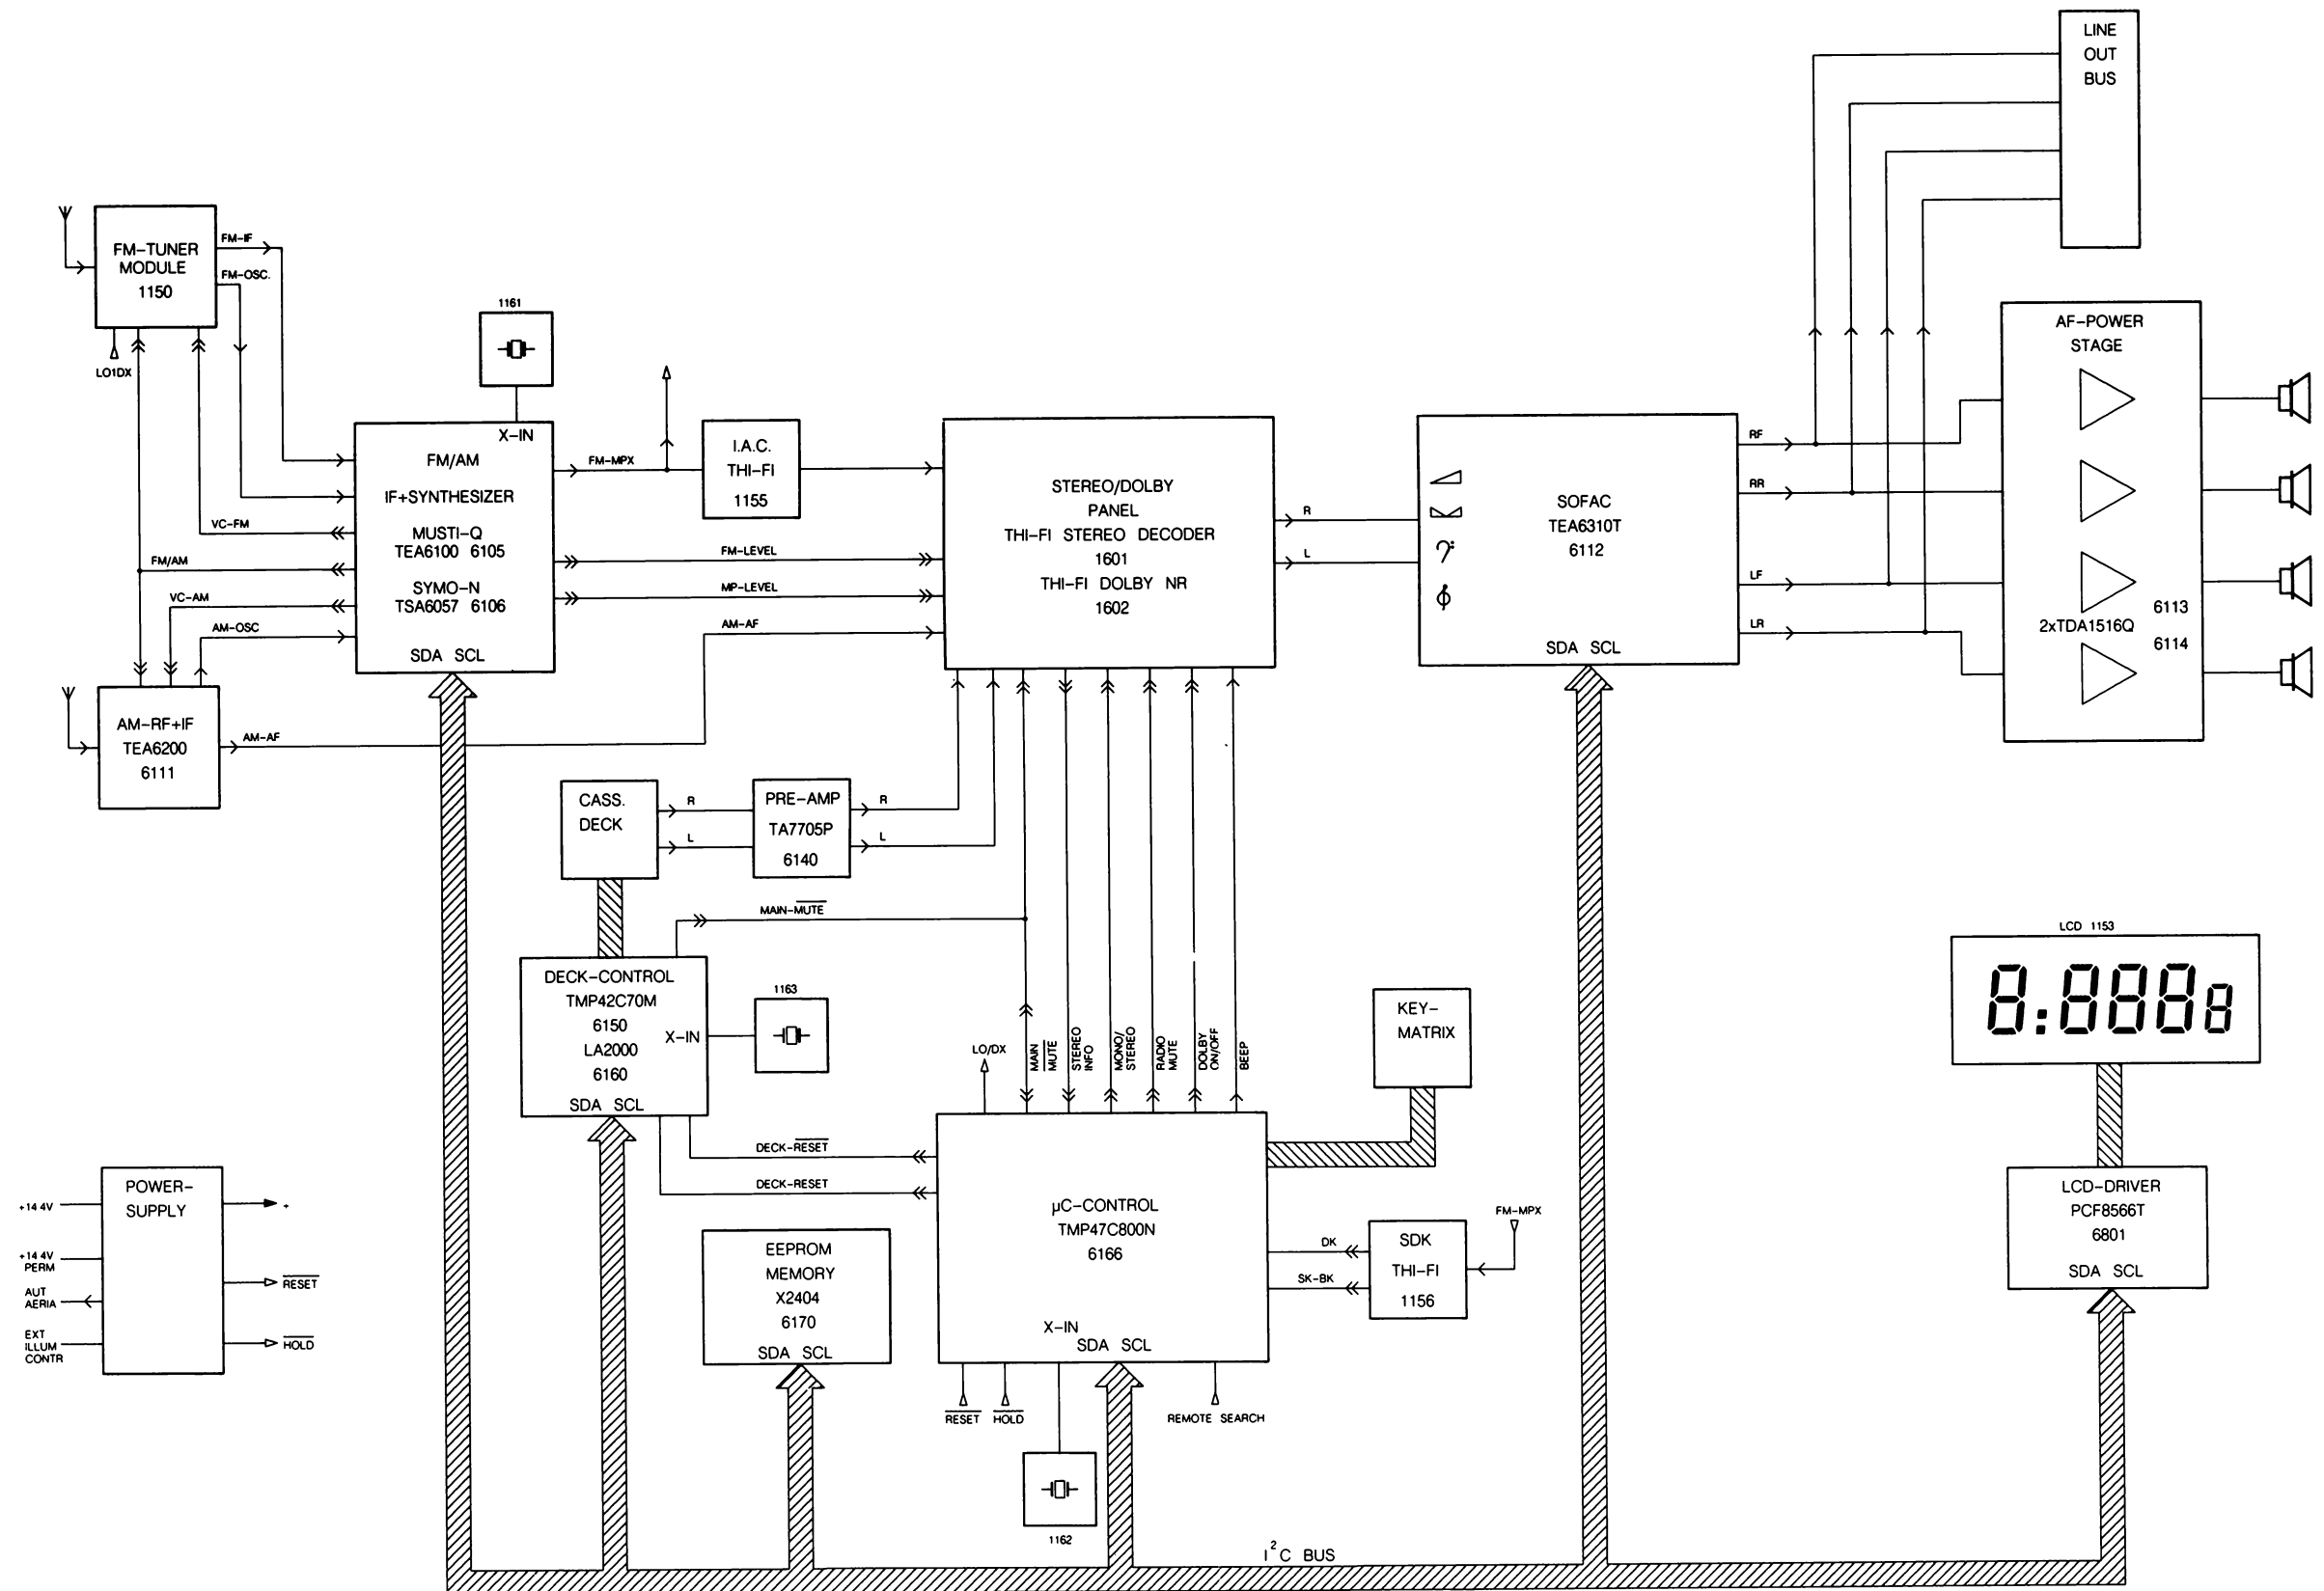 LINE
OUT
BUS
FM-TUNER
MODULE
1150
FM-IF
FM-OSC.
LO1DX
1161
X-IN
FM/AM
IF+SYNTHESIZER
MUSTI-Q
TEA6100 6105
SYMO-N
TSA6057 6106
SDA SCL
VC-FM
FM/AM
VC-AM
AM-OSC
AM-RF+IF
TEA6200
6111
AM-AF
FM-MPX
I.A.C.
THI-FI
1155
FM-LEVEL
MP-LEVEL
AM-AF
STEREO/DOLBY
PANEL
THI-FI STEREO DECODER
1601
THI-FI DOLBY NR
1602
R
L
SOFAC
TEA6310T
6112
SDA SCL
RF
RR
LF
LR
AF-POWER
STAGE
6113
2xTDA1516Q
6114
CASS.
DECK
R
L
PRE-AMP
TA7705P
6140
R
L
MAIN-MUTE
DECK-CONTROL
TMP42C70M
6150
X-IN
LA2000
6160
SDA SCL
1163
LO/DX
MAIN
MUTE
STEREO
INFO
MONO/
STEREO
RADIO
MUTE
DOLBY
ON/OFF
BEEP
KEY-
MATRIX
LCD 1153
8:8888
DECK-RESET
DECK-RESET
µC-CONTROL
TMP47C800N
6166
X-IN
SDA SCL
DK
SK-BK
SDK
THI-FI
1156
FM-MPX
LCD-DRIVER
PCF8566T
6801
SDA SCL
POWER-
SUPPLY
+14 4V
+14 4V
PERM
AUT
AERIA
EXT
ILLUM
CONTR
+
RESET
HOLD
EEPROM
MEMORY
X2404
6170
SDA SCL
RESET
HOLD
REMOTE SEARCH
1162
I²C BUS